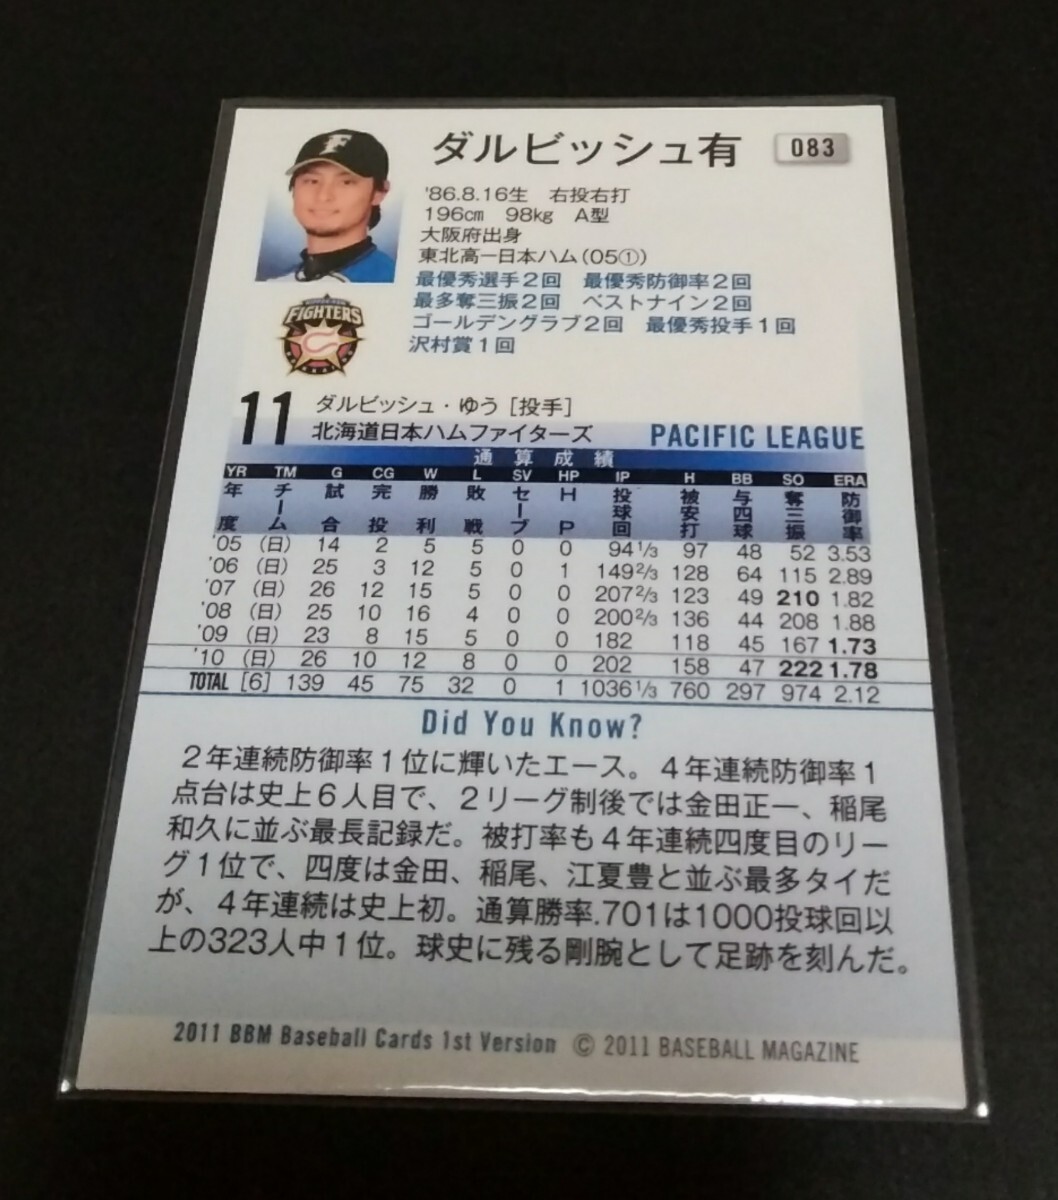 ダルビッシュ有 083
'86.8.16生 右投右打
196cm 98kg A型
大阪府出身
東北高ー日本ハム(05①)
最優秀選手2回 最優秀防御率2回
最多奪三振2回 ベストナイン2回
ゴールデングラブ2回 最優秀投手1回
沢村賞1回
FIGHTERS
11 ダルビッシュ・ゆう[投手]
北海道日本ハムファイターズ PACIFIC LEAGUE
通算成績
YR TM G CG W L SV HP IP H BB SO ERA
年度 チーム 試合 完投 勝利 敗戦 セーブ HP 投球回 被安打 与四球 奪三振 防御率
'05 (日) 14 2 5 5 0 0 94 1/3 97 48 52 3.53
'06 (日) 25 3 12 5 0 1 149 2/3 128 64 115 2.89
'07 (日) 26 12 15 5 0 0 207 2/3 123 49 210 1.82
'08 (日) 25 10 16 4 0 0 200 2/3 136 44 208 1.88
'09 (日) 23 8 15 5 0 0 182 118 45 167 1.73
'10 (日) 26 10 12 8 0 0 202 158 47 222 1.78
TOTAL [6] 139 45 75 32 0 1 1036 1/3 760 297 974 2.12
Did You Know?
2年連続防御率1位に輝いたエース。4年連続防御率1
点台は史上6人目で、2リーグ制後では金田正一、稲尾
和久に並ぶ最長記録だ。被打率も4年連続四度目のリー
グ1位で、四度は金田、稲尾、江夏豊と並ぶ最多タイだ
が、4年連続は史上初。通算勝率.701は1000投球回以
上の323人中1位。球史に残る剛腕として足跡を刻んだ。
2011 BBM Baseball Cards 1st Version © 2011 BASEBALL MAGAZINE